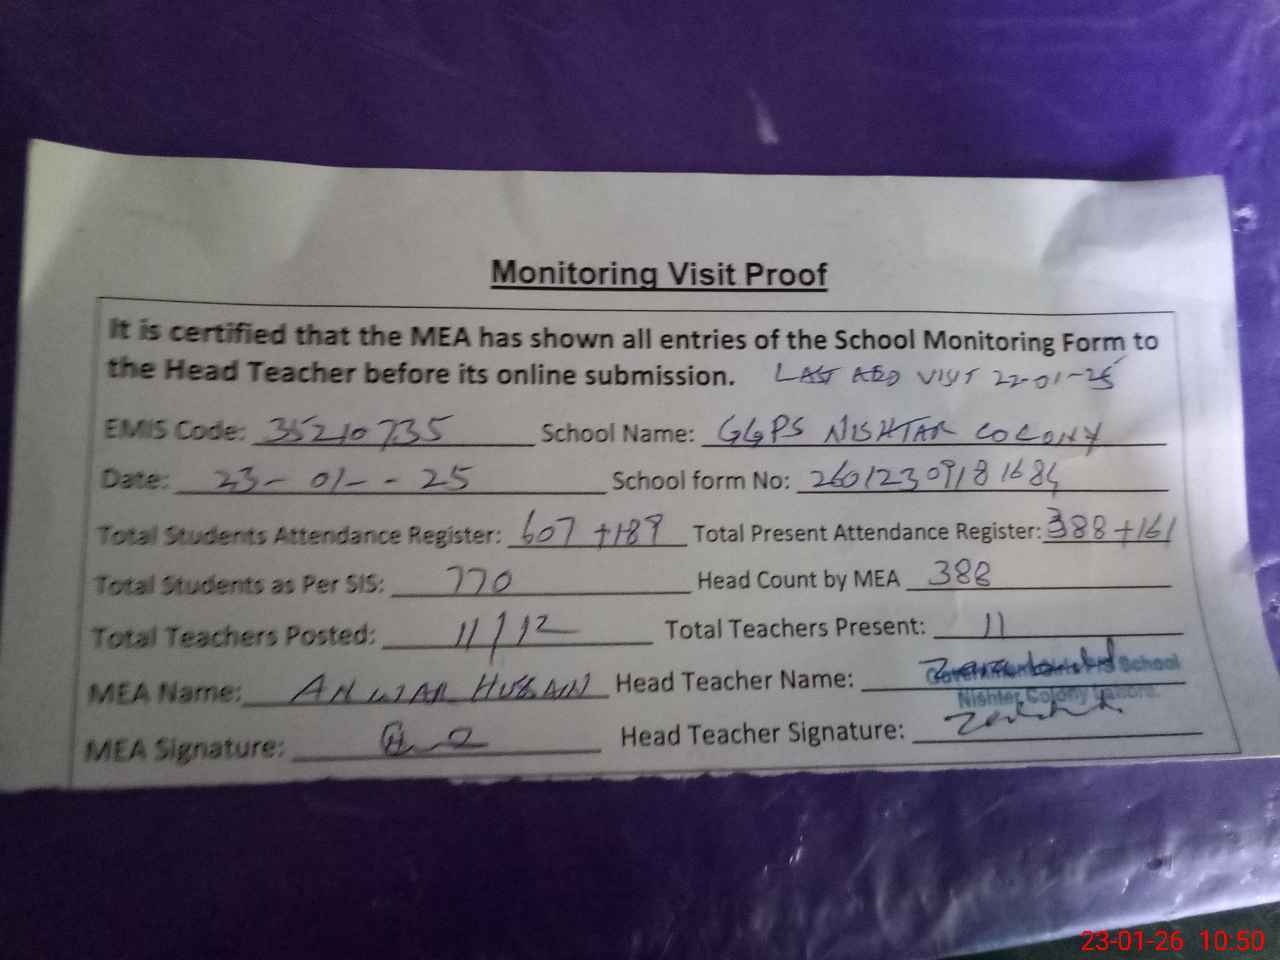 Monitoring Visit Proof
It is certified that the MEA has shown all entries of the School Monitoring Form to
the Head Teacher before its online submission. LAST AEO VISIT 22-01-25
EMIS Code: 35210735 School Name: GGPS NISHTAR COLONY
Date: 23-01--25 School form No: 26012309181684
Total Students Attendance Register: 607+189 Total Present Attendance Register: 388+161
Total Students as Per SIS: 770 Head Count by MEA 388
Total Teachers Posted: 11/12 Total Teachers Present: 11
MEA Name: ANWAR HUSSAIN Head Teacher Name: School
Nishter Colony Lahore.
MEA Signature: Head Teacher Signature:
23-01-26 10:50